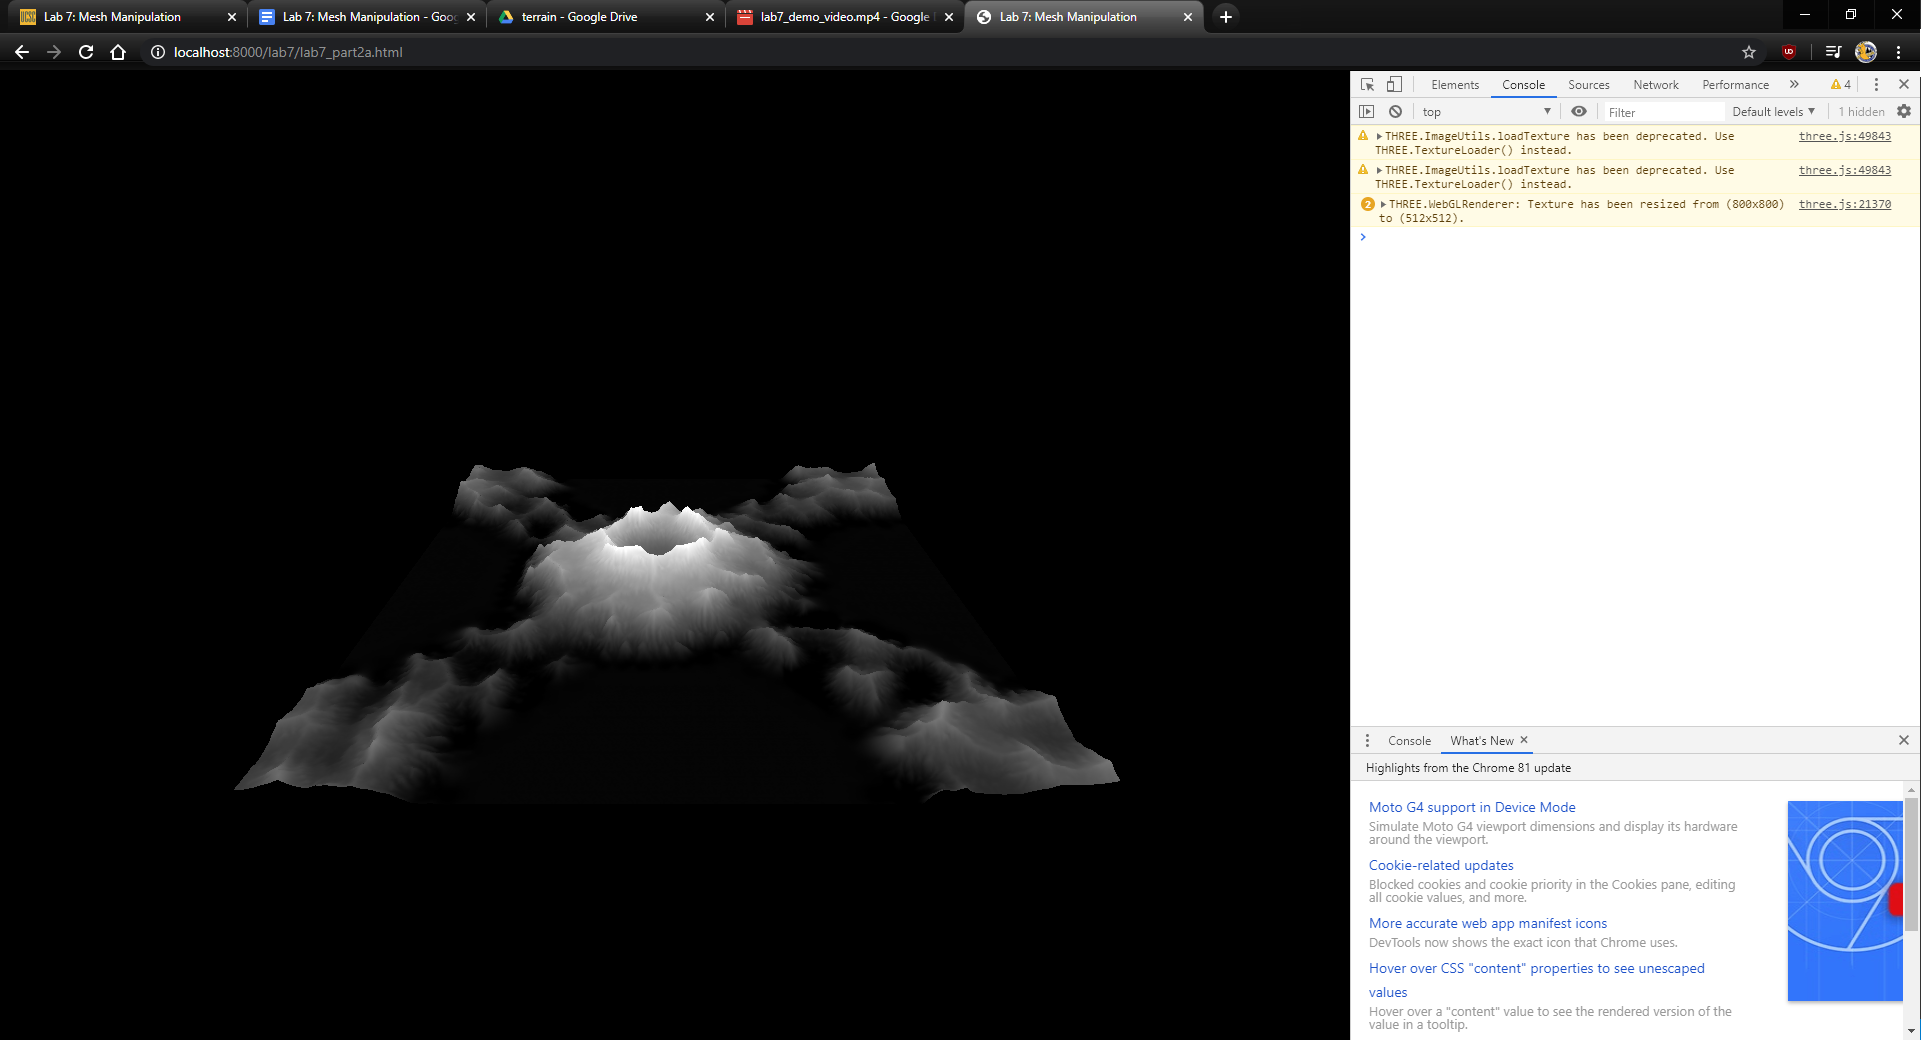 Lab 7: Mesh Manipulation
Lab 7: Mesh Manipulation - Goog
terrain - Google Drive
lab7_demo_video.mp4 - Google
Lab 7: Mesh Manipulation
localhost:8000/lab7/lab7_part2a.html
Elements Console Sources Network Performance 4
top Filter Default levels 1 hidden
THREE.ImageUtils.loadTexture has been deprecated. Use three.js:49843
THREE.TextureLoader() instead.
THREE.ImageUtils.loadTexture has been deprecated. Use three.js:49843
THREE.TextureLoader() instead.
2 THREE.WebGLRenderer: Texture has been resized from (800x800) three.js:21370
to (512x512).
Console What's New
Highlights from the Chrome 81 update
Moto G4 support in Device Mode
Simulate Moto G4 viewport dimensions and display its hardware
around the viewport.
Cookie-related updates
Blocked cookies and cookie priority in the Cookies pane, editing
all cookie values, and more.
More accurate web app manifest icons
DevTools now shows the exact icon that Chrome uses.
Hover over CSS "content" properties to see unescaped
values
Hover over a "content" value to see the rendered version of the
value in a tooltip.